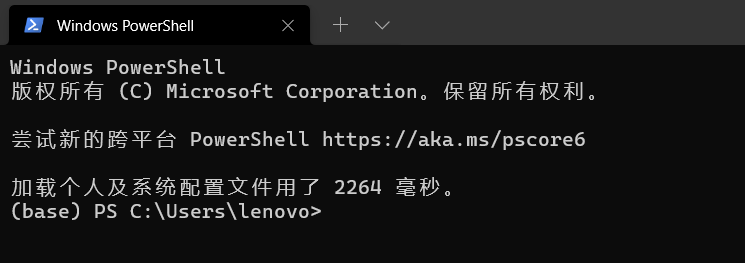 Windows PowerShell
Windows PowerShell
版权所有 (C) Microsoft Corporation。保留所有权利。
尝试新的跨平台 PowerShell https://aka.ms/pscore6
加载个人及系统配置文件用了 2264 毫秒。
(base) PS C:\Users\lenovo>